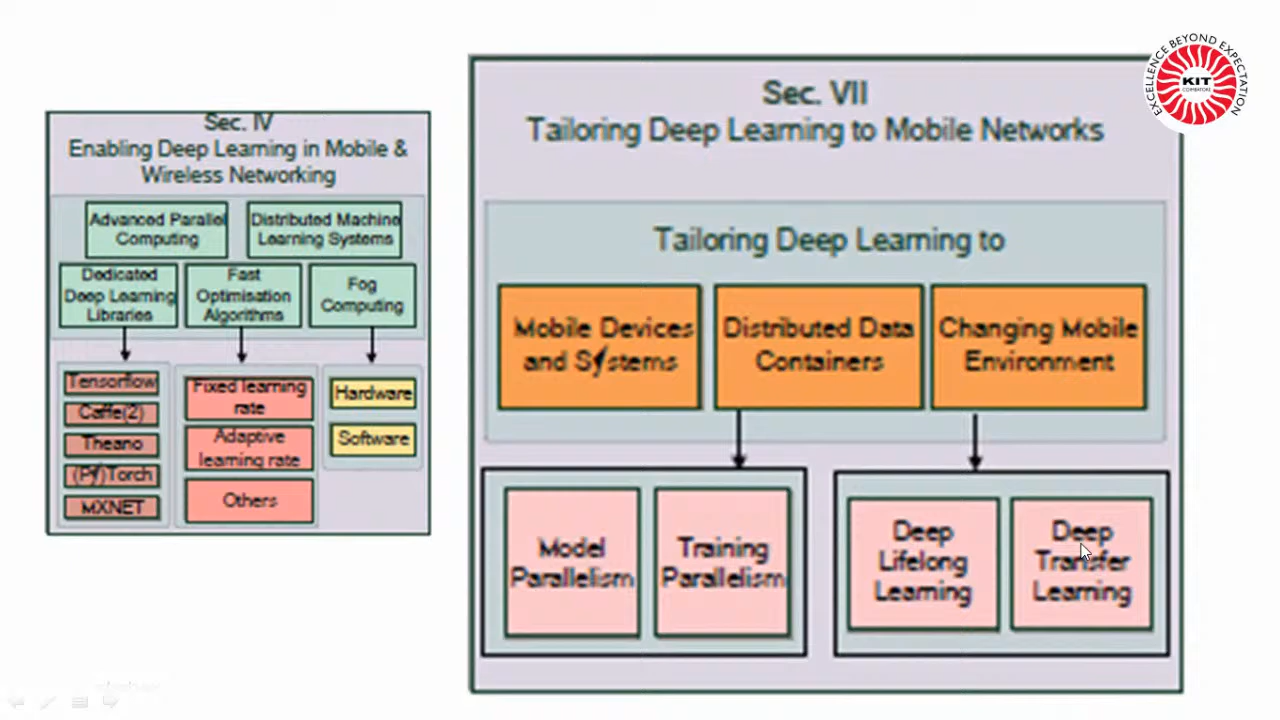 Sec. IV
Enabling Deep Learning in Mobile &
Wireless Networking
Advanced Parallel
Computing
Distributed Machine
Learning Systems
Dedicated
Deep Learning
Libraries
Fast
Optimisation
Algorithms
Fog
Computing
Tensorflow
Caffe(2)
Theano
(Py)Torch
MXNET
Fixed learning
rate
Adaptive
learning rate
Others
Hardware
Software
Sec. VII
Tailoring Deep Learning to Mobile Networks
Tailoring Deep Learning to
Mobile Devices
and Systems
Distributed Data
Containers
Changing Mobile
Environment
Model
Parallelism
Training
Parallelism
Deep
Lifelong
Learning
Deep
Transfer
Learning
EXCELLENCE BEYOND EXPECTATION
KIT
COIMBATORE